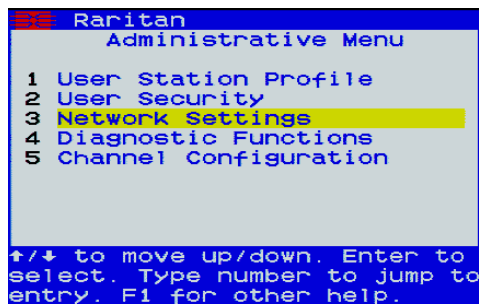 Raritan
Administrative Menu
1 User Station Profile
2 User Security
3 Network Settings
4 Diagnostic Functions
5 Channel Configuration
↑/↓ to move up/down. Enter to
select. Type number to jump to
entry. F1 for other help.